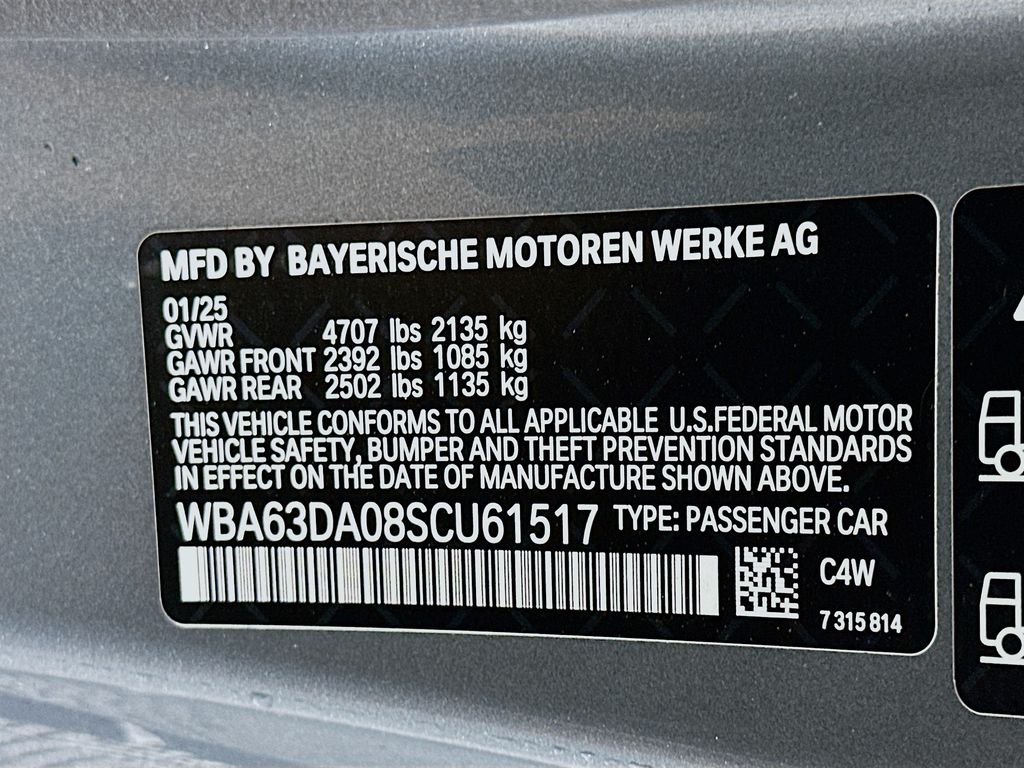 MFD BY BAYERISCHE MOTOREN WERKE AG
01/25
GVWR 4707 lbs 2135 kg
GAWR FRONT 2392 lbs 1085 kg
GAWR REAR 2502 lbs 1135 kg
THIS VEHICLE CONFORMS TO ALL APPLICABLE U.S.FEDERAL MOTOR
VEHICLE SAFETY, BUMPER AND THEFT PREVENTION STANDARDS
IN EFFECT ON THE DATE OF MANUFACTURE SHOWN ABOVE.
WBA63DA08SCU61517 TYPE: PASSENGER CAR
C4W
7 315 814